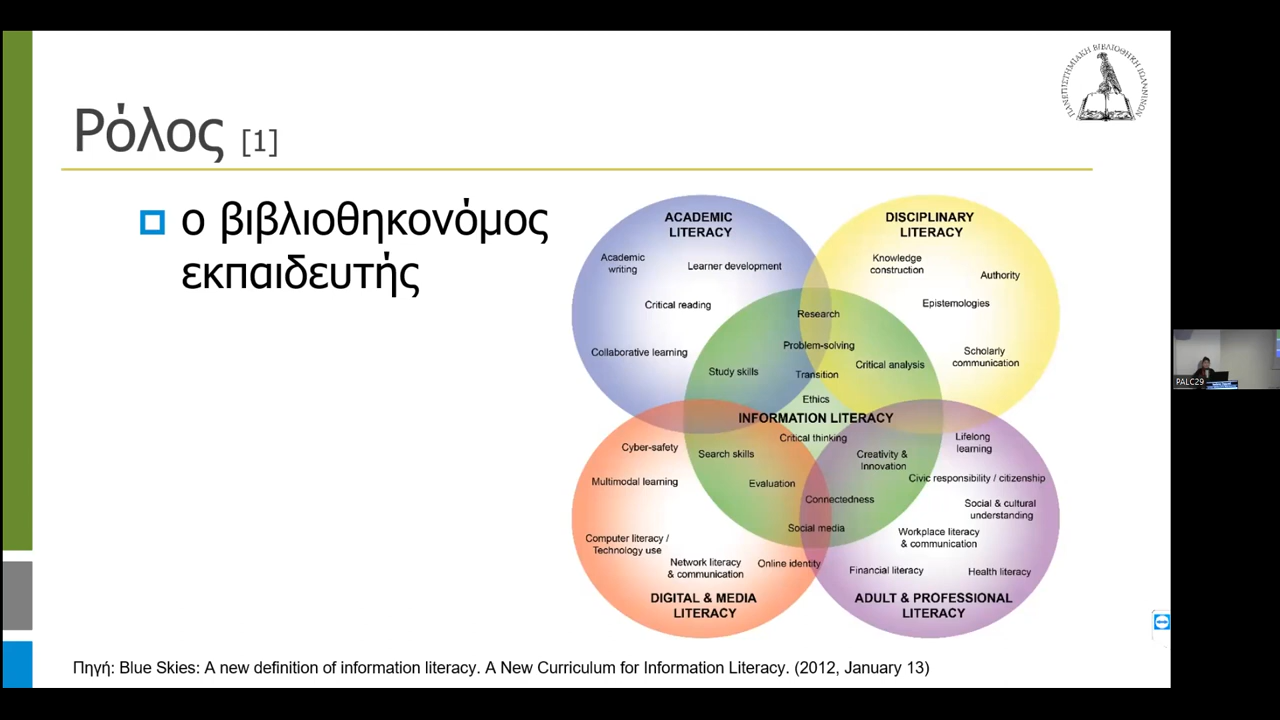 ΠΑΝΕΠΙΣΤΗΜΙΑΚΗ ΒΙΒΛΙΟΘΗΚΗ ΙΩΑΝΝΙΝΩΝ
Ρόλος [1]
ο βιβλιοθηκονόμος
εκπαιδευτής
ACADEMIC
LITERACY
Academic
writing
Learner development
Critical reading
Collaborative learning
Study skills
DISCIPLINARY
LITERACY
Knowledge
construction
Authority
Epistemologies
Scholarly
communication
Research
Problem-solving
Transition
Critical analysis
Ethics
INFORMATION LITERACY
Critical thinking
Search skills
Evaluation
Creativity &
Innovation
Connectedness
Social media
Cyber-safety
Multimodal learning
Computer literacy /
Technology use
Network literacy
& communication
Online identity
DIGITAL & MEDIA
LITERACY
Lifelong
learning
Civic responsibility / citizenship
Social & cultural
understanding
Workplace literacy
& communication
Financial literacy
Health literacy
ADULT & PROFESSIONAL
LITERACY
Πηγή: Blue Skies: A new definition of information literacy. A New Curriculum for Information Literacy. (2012, January 13)
PALC29